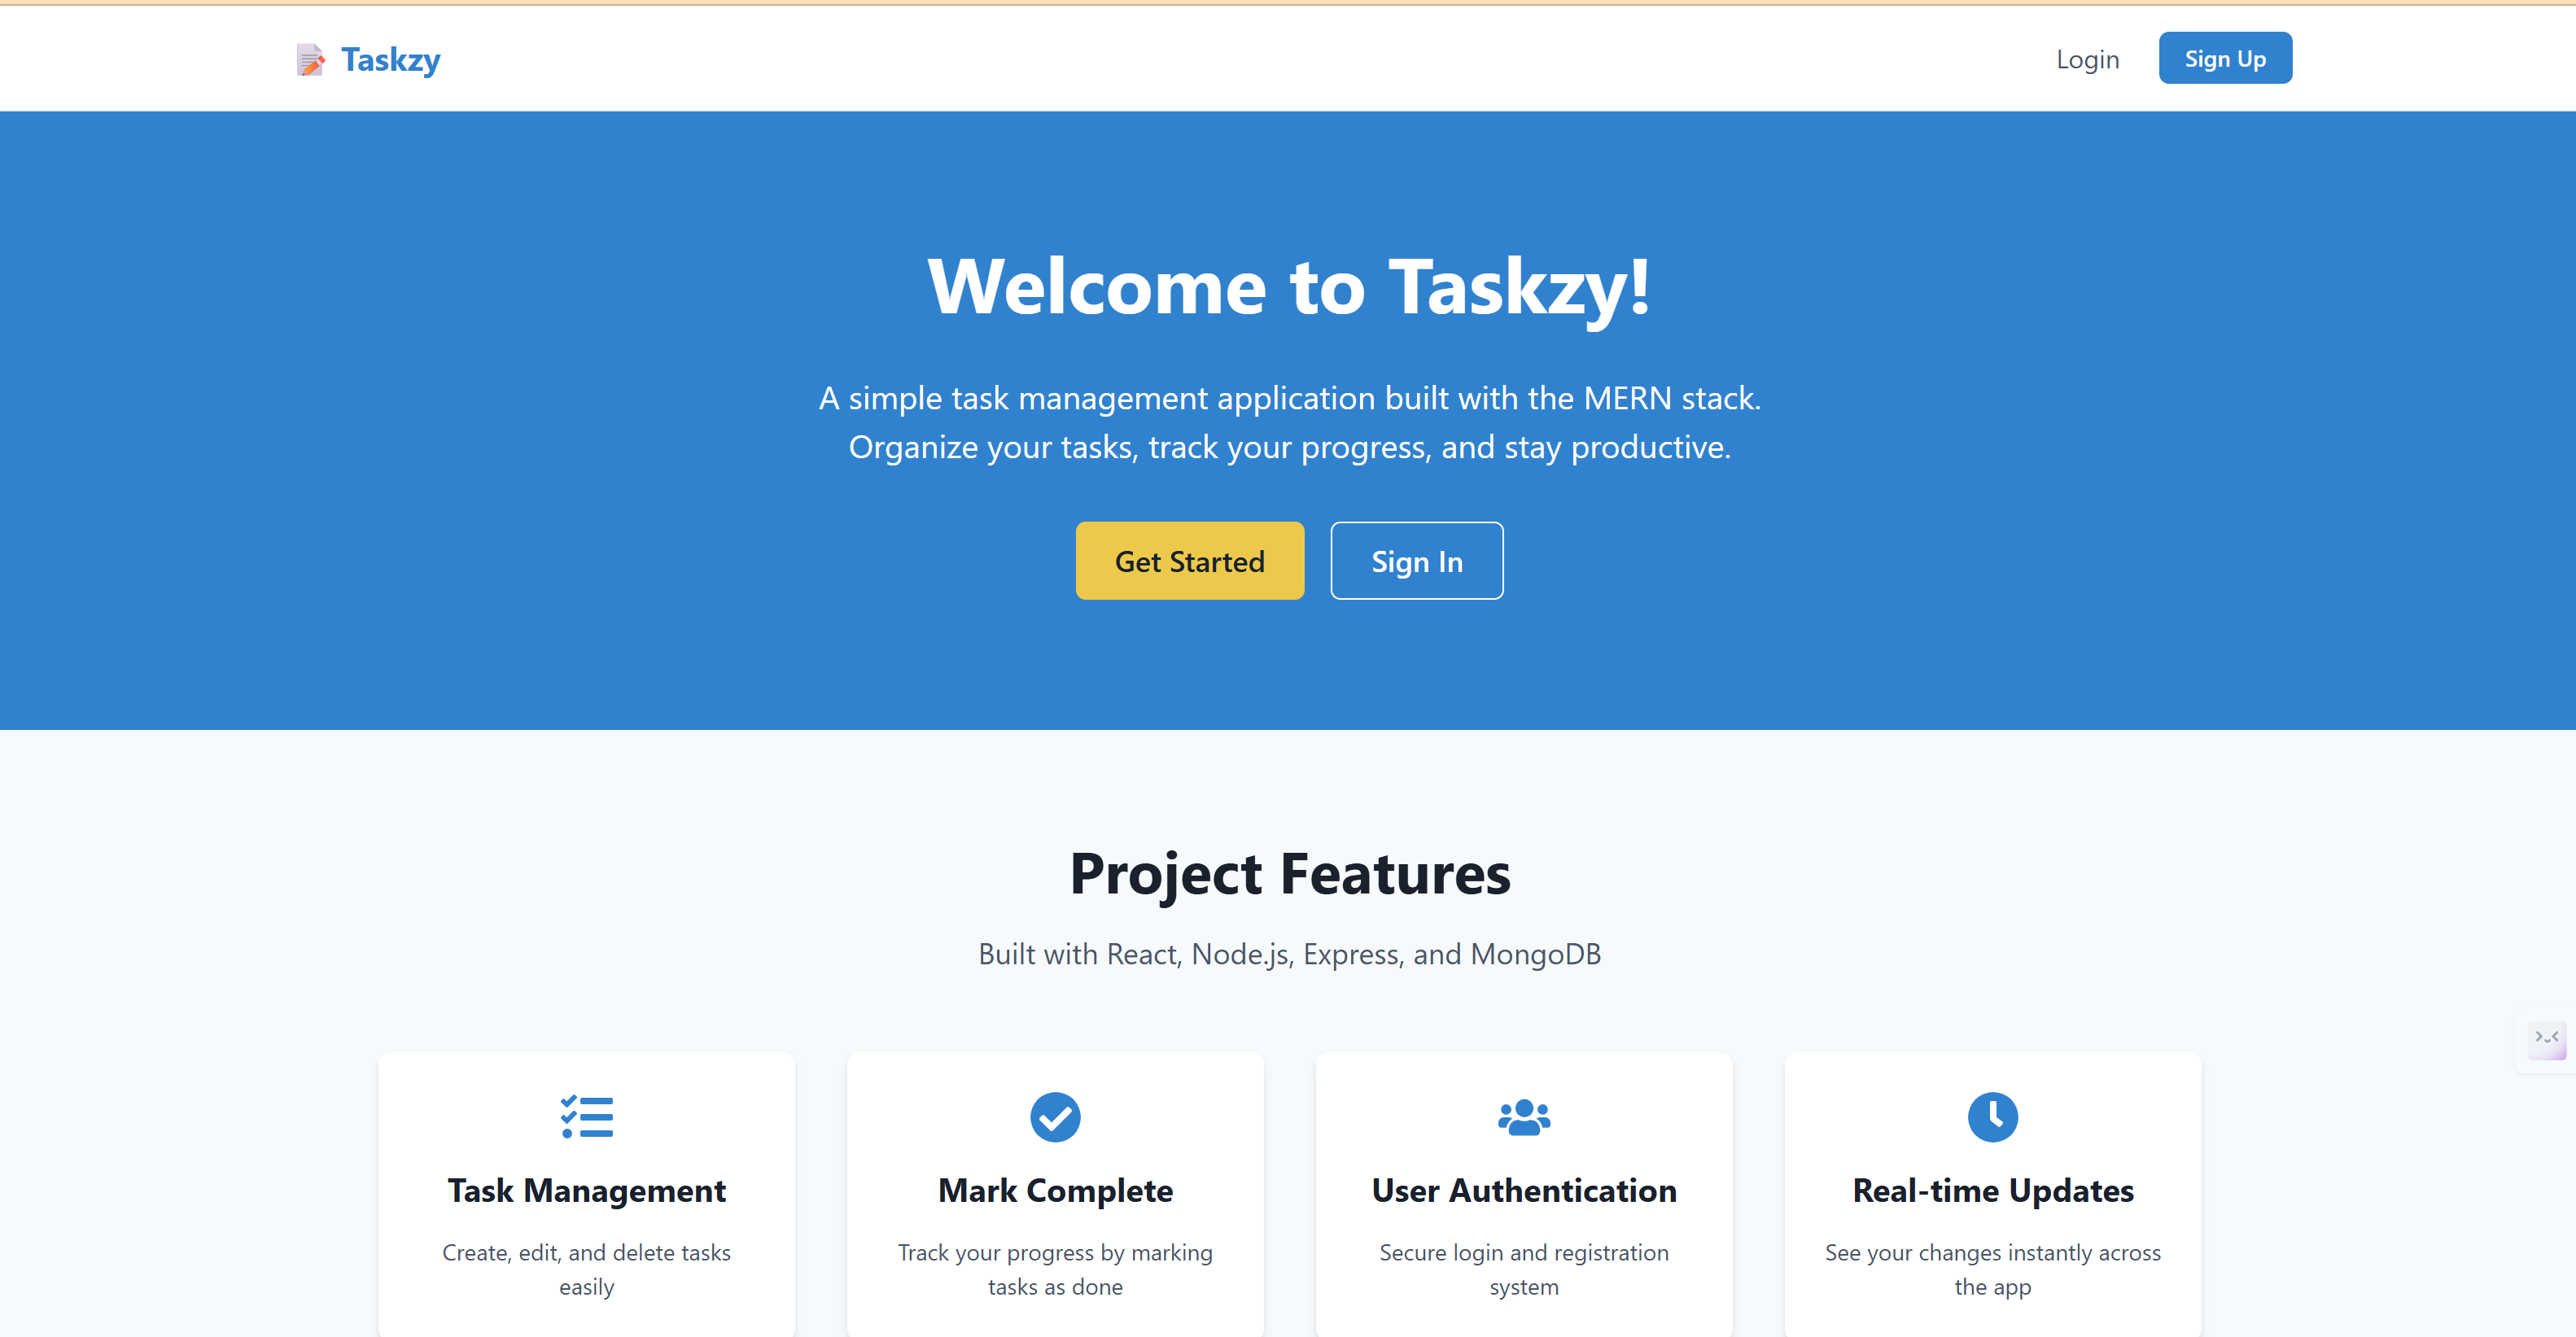 Taskzy
Login
Sign Up
Welcome to Taskzy!
A simple task management application built with the MERN stack.
Organize your tasks, track your progress, and stay productive.
Get Started
Sign In
Project Features
Built with React, Node.js, Express, and MongoDB
Task Management
Create, edit, and delete tasks
easily
Mark Complete
Track your progress by marking
tasks as done
User Authentication
Secure login and registration
system
Real-time Updates
See your changes instantly across
the app